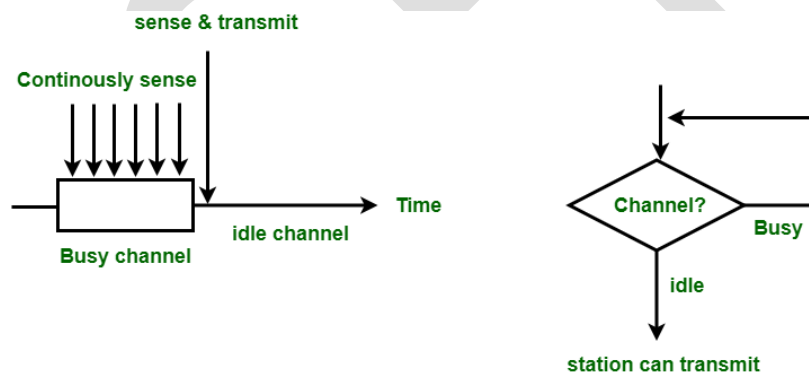 sense & transmit
Continously sense
Time
idle channel
Busy channel
Channel?
Busy
idle
station can transmit